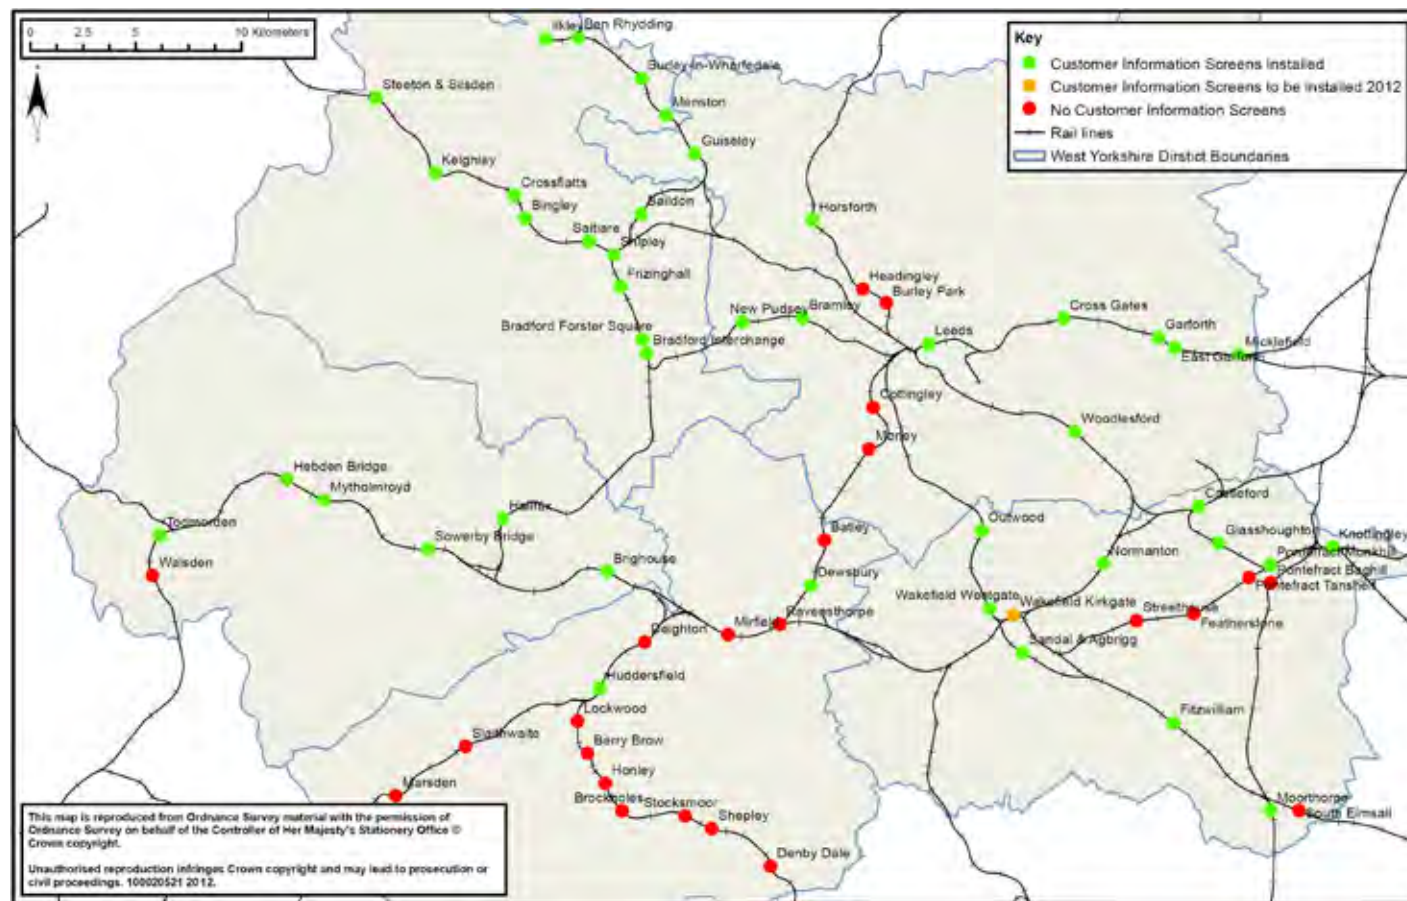 0 2.5 5 10 Kilometers
Ilkley
Ben Rhydding
Burley-In-Wharfedale
Steeton & Silsden
Menston
Guiseley
Keighley
Crossflatts
Bingley
Baildon
Saltaire
Shipley
Frizinghall
Horsforth
Headingley
Burley Park
New Pudsey
Bramley
Bradford Forster Square
Bradford Interchange
Leeds
Cross Gates
Garforth
East Garforth
Micklefield
Cottingley
Morley
Woodlesford
Hebden Bridge
Mytholmroyd
Todmorden
Walsden
Halifax
Sowerby Bridge
Brighouse
Batley
Dewsbury
Outwood
Castleford
Glasshoughton
Knottingley
Normanton
Pontefract Monkhill
Pontefract Baghill
Pontefract Tanshelf
Wakefield Westgate
Wakefield Kirkgate
Streethouse
Featherstone
Sandal & Agbrigg
Deighton
Mirfield
Ravensthorpe
Huddersfield
Lockwood
Slaithwaite
Berry Brow
Honley
Marsden
Brockholes
Stocksmoor
Shepley
Denby Dale
Fitzwilliam
Moorthorpe
South Elmsall
Key
Customer Information Screens Installed
Customer Information Screens to be Installed 2012
No Customer Information Screens
Rail lines
West Yorkshire Dirstict Boundaries
This map is reproduced from Ordnance Survey material with the permission of
Ordnance Survey on behalf of the Controller of Her Majesty's Stationery Office ©
Crown copyright.
Unauthorised reproduction infringes Crown copyright and may lead to prosecution or
civil proceedings. 100020521 2012.